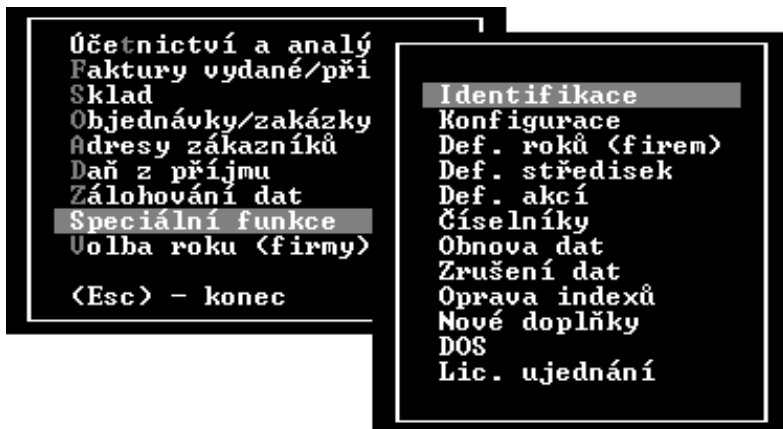 Účetnictví a analý
Faktury vydané/při
Sklad
Objednávky/zakázky
Adresy zákazníků
Daň z příjmu
Zálohování dat
Speciální funkce
Volba roku (firmy)
(Esc) - konec
Identifikace
Konfigurace
Def. roků (firem)
Def. středisek
Def. akcí
Číselníky
Obnova dat
Zrušení dat
Oprava indexů
Nové doplňky
DOS
Lic. ujednání